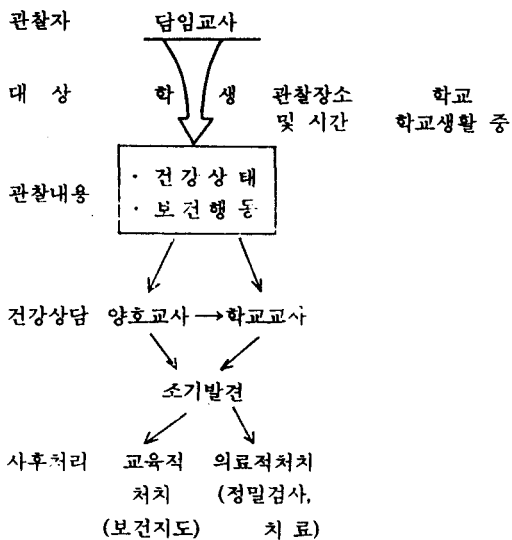 관찰자 담임교사
대 상 학 생 관찰장소 학교
및 시간 학교생활 중
· 건 강 상 태
관찰내용
· 보 건 행 동
건강상담 양호교사 → 학교교사
조기발견
사후처리 교육적 의료적처치
처치 (정밀검사,
(보건지도) 치 료)